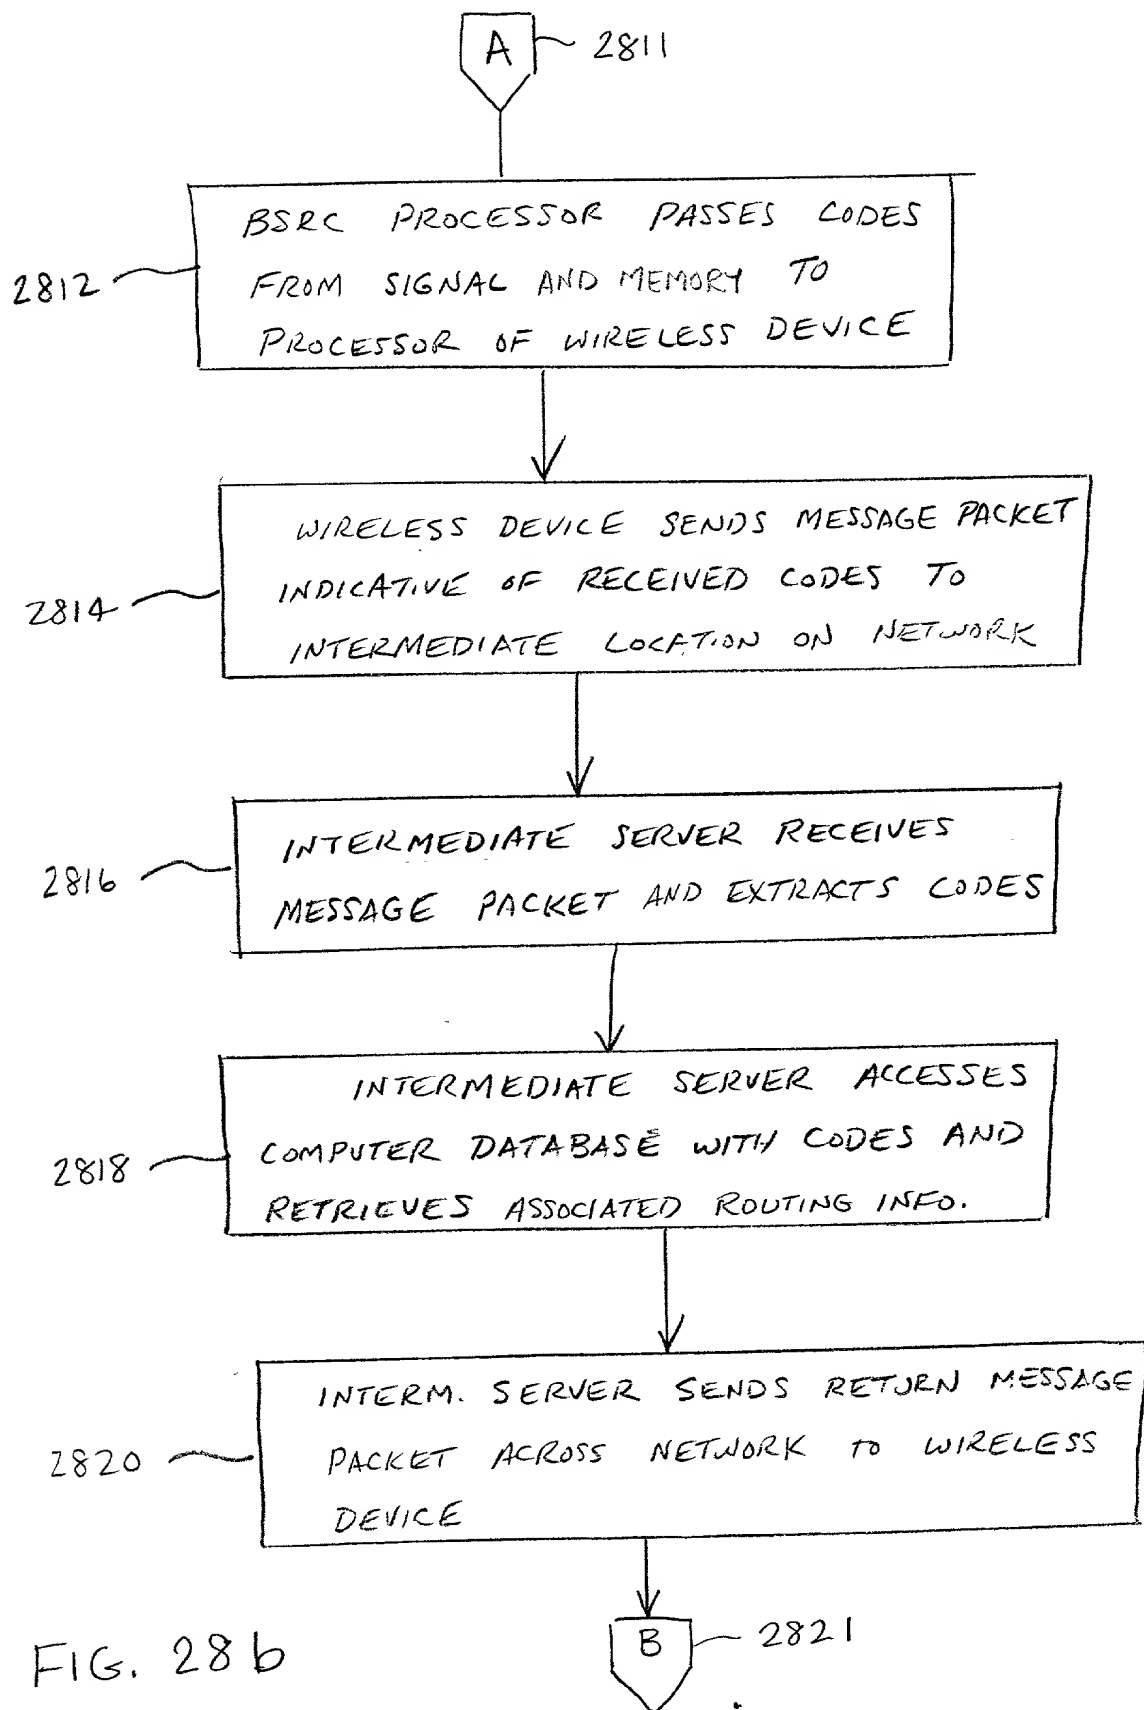 A 2811
BSRC PROCESSOR PASSES CODES
2812 FROM SIGNAL AND MEMORY TO
PROCESSOR OF WIRELESS DEVICE
WIRELESS DEVICE SENDS MESSAGE PACKET
2814 INDICATIVE OF RECEIVED CODES TO
INTERMEDIATE LOCATION ON NETWORK
INTERMEDIATE SERVER RECEIVES
2816 MESSAGE PACKET AND EXTRACTS CODES
INTERMEDIATE SERVER ACCESSES
2818 COMPUTER DATABASE WITH CODES AND
RETRIEVES ASSOCIATED ROUTING INFO.
INTERM. SERVER SENDS RETURN MESSAGE
2820 PACKET ACROSS NETWORK TO WIRELESS
DEVICE
B 2821
FIG. 28b